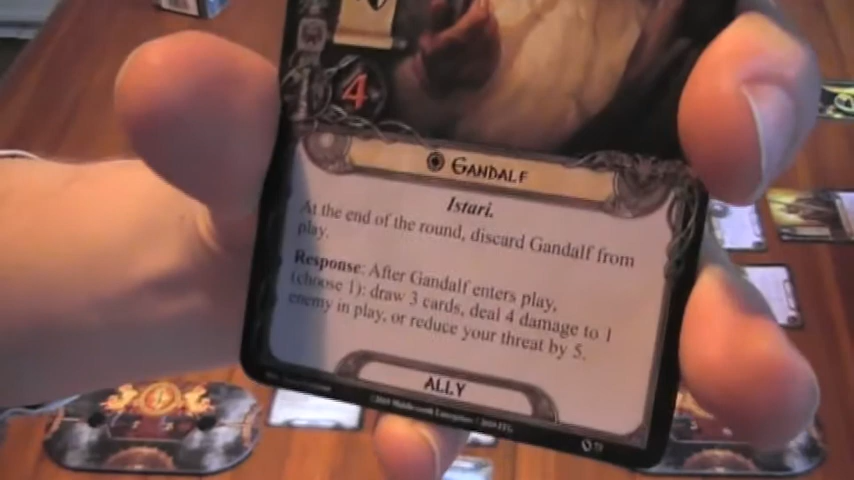 4
GANDALF
Istari.
At the end of the round, discard Gandalf from
play.
Response: After Gandalf enters play,
(choose 1): draw 3 cards, deal 4 damage to 1
enemy in play, or reduce your threat by 5.
ALLY